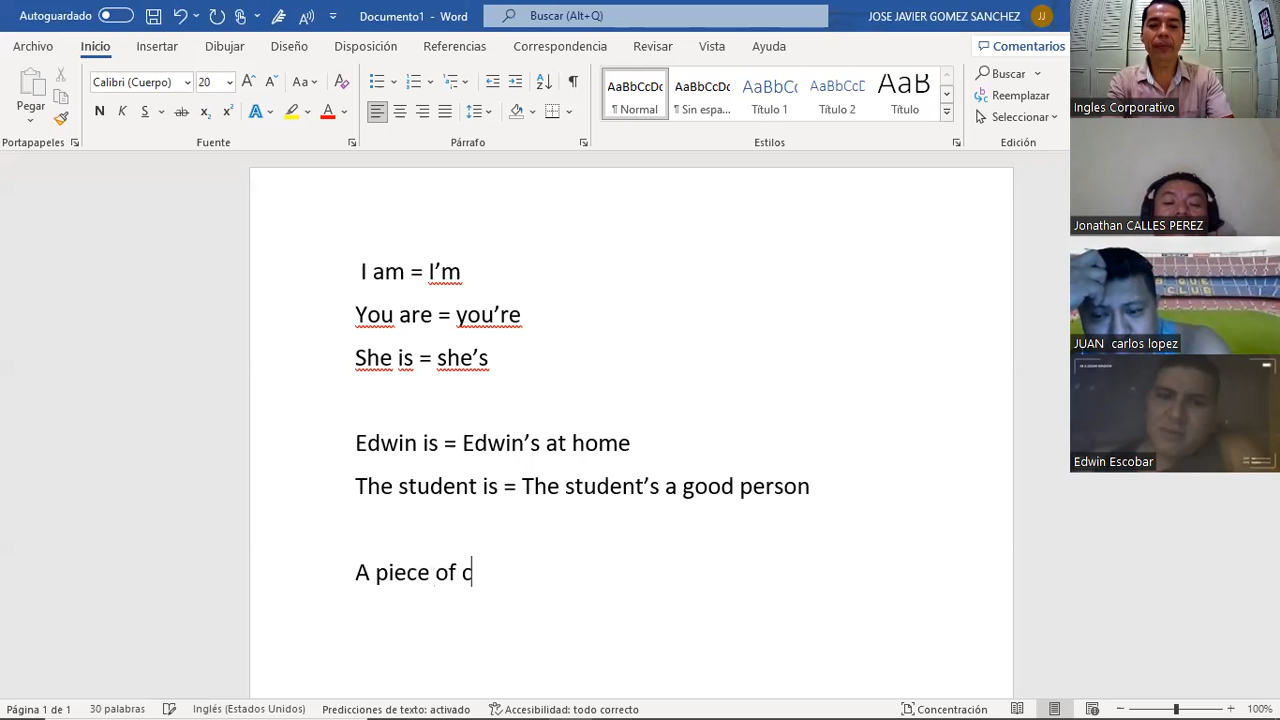 Autoguardado
Documento1 - Word
Buscar (Alt+Q)
JOSE JAVIER GOMEZ SANCHEZ
JJ
Archivo Inicio Insertar Dibujar Diseño Disposición Referencias Correspondencia Revisar Vista Ayuda
Comentarios
Pegar
Portapapeles
Calibri (Cuerpo) 20
N K S ab x₂ x²
Fuente
Párrafo
AaBbCcDc AaBbCcDc AaBbCc AaBbCcD AaB
¶ Normal ¶ Sin espa... Título 1 Título 2 Título
Estilos
Buscar
Reemplazar
Seleccionar
Edición
I am = I’m
You are = you’re
She is = she’s
Edwin is = Edwin’s at home
The student is = The student’s a good person
A piece of c
Ingles Corporativo
Jonathan CALLES PEREZ
JUAN carlos lopez
Edwin Escobar
Página 1 de 1 30 palabras Inglés (Estados Unidos) Predicciones de texto: activado Accesibilidad: todo correcto Concentración 100%